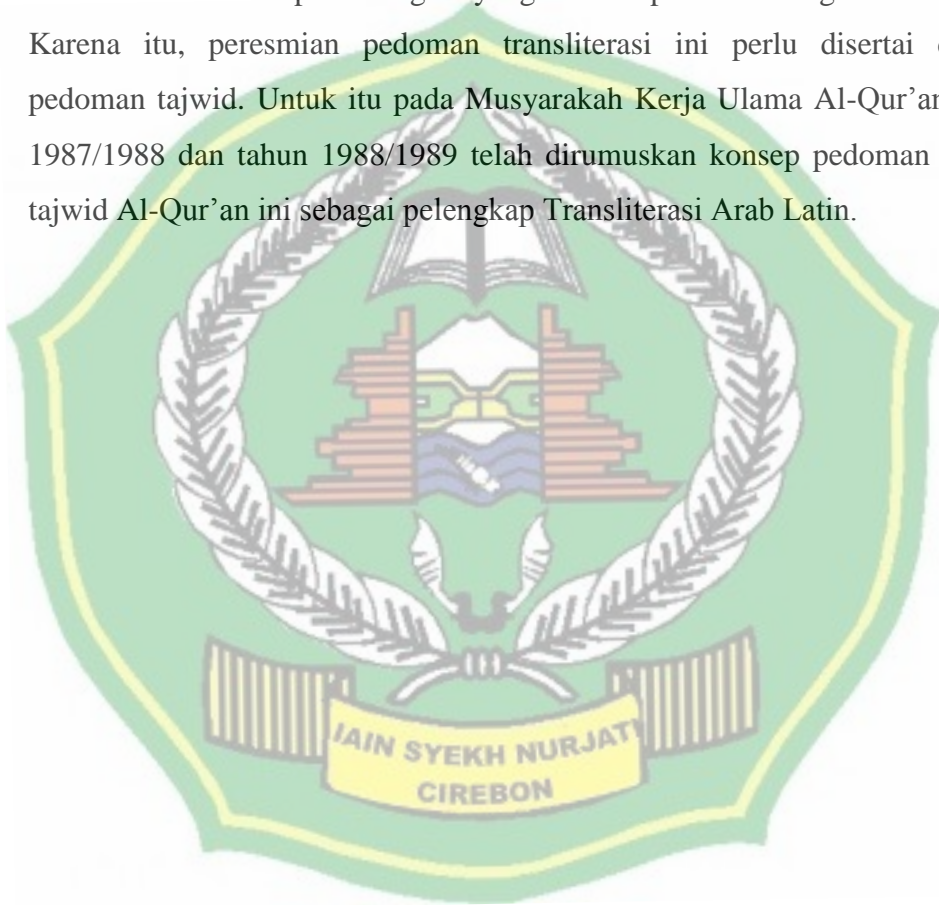 Karena itu, peresmian pedoman transliterasi ini perlu disertai
pedoman tajwid. Untuk itu pada Musyarakah Kerja Ulama Al-Qur'an
1987/1988 dan tahun 1988/1989 telah dirumuskan konsep pedoman
tajwid Al-Qur'an ini sebagai pelengkap Transliterasi Arab Latin.
IAIN SYEKH NURJATI
CIREBON